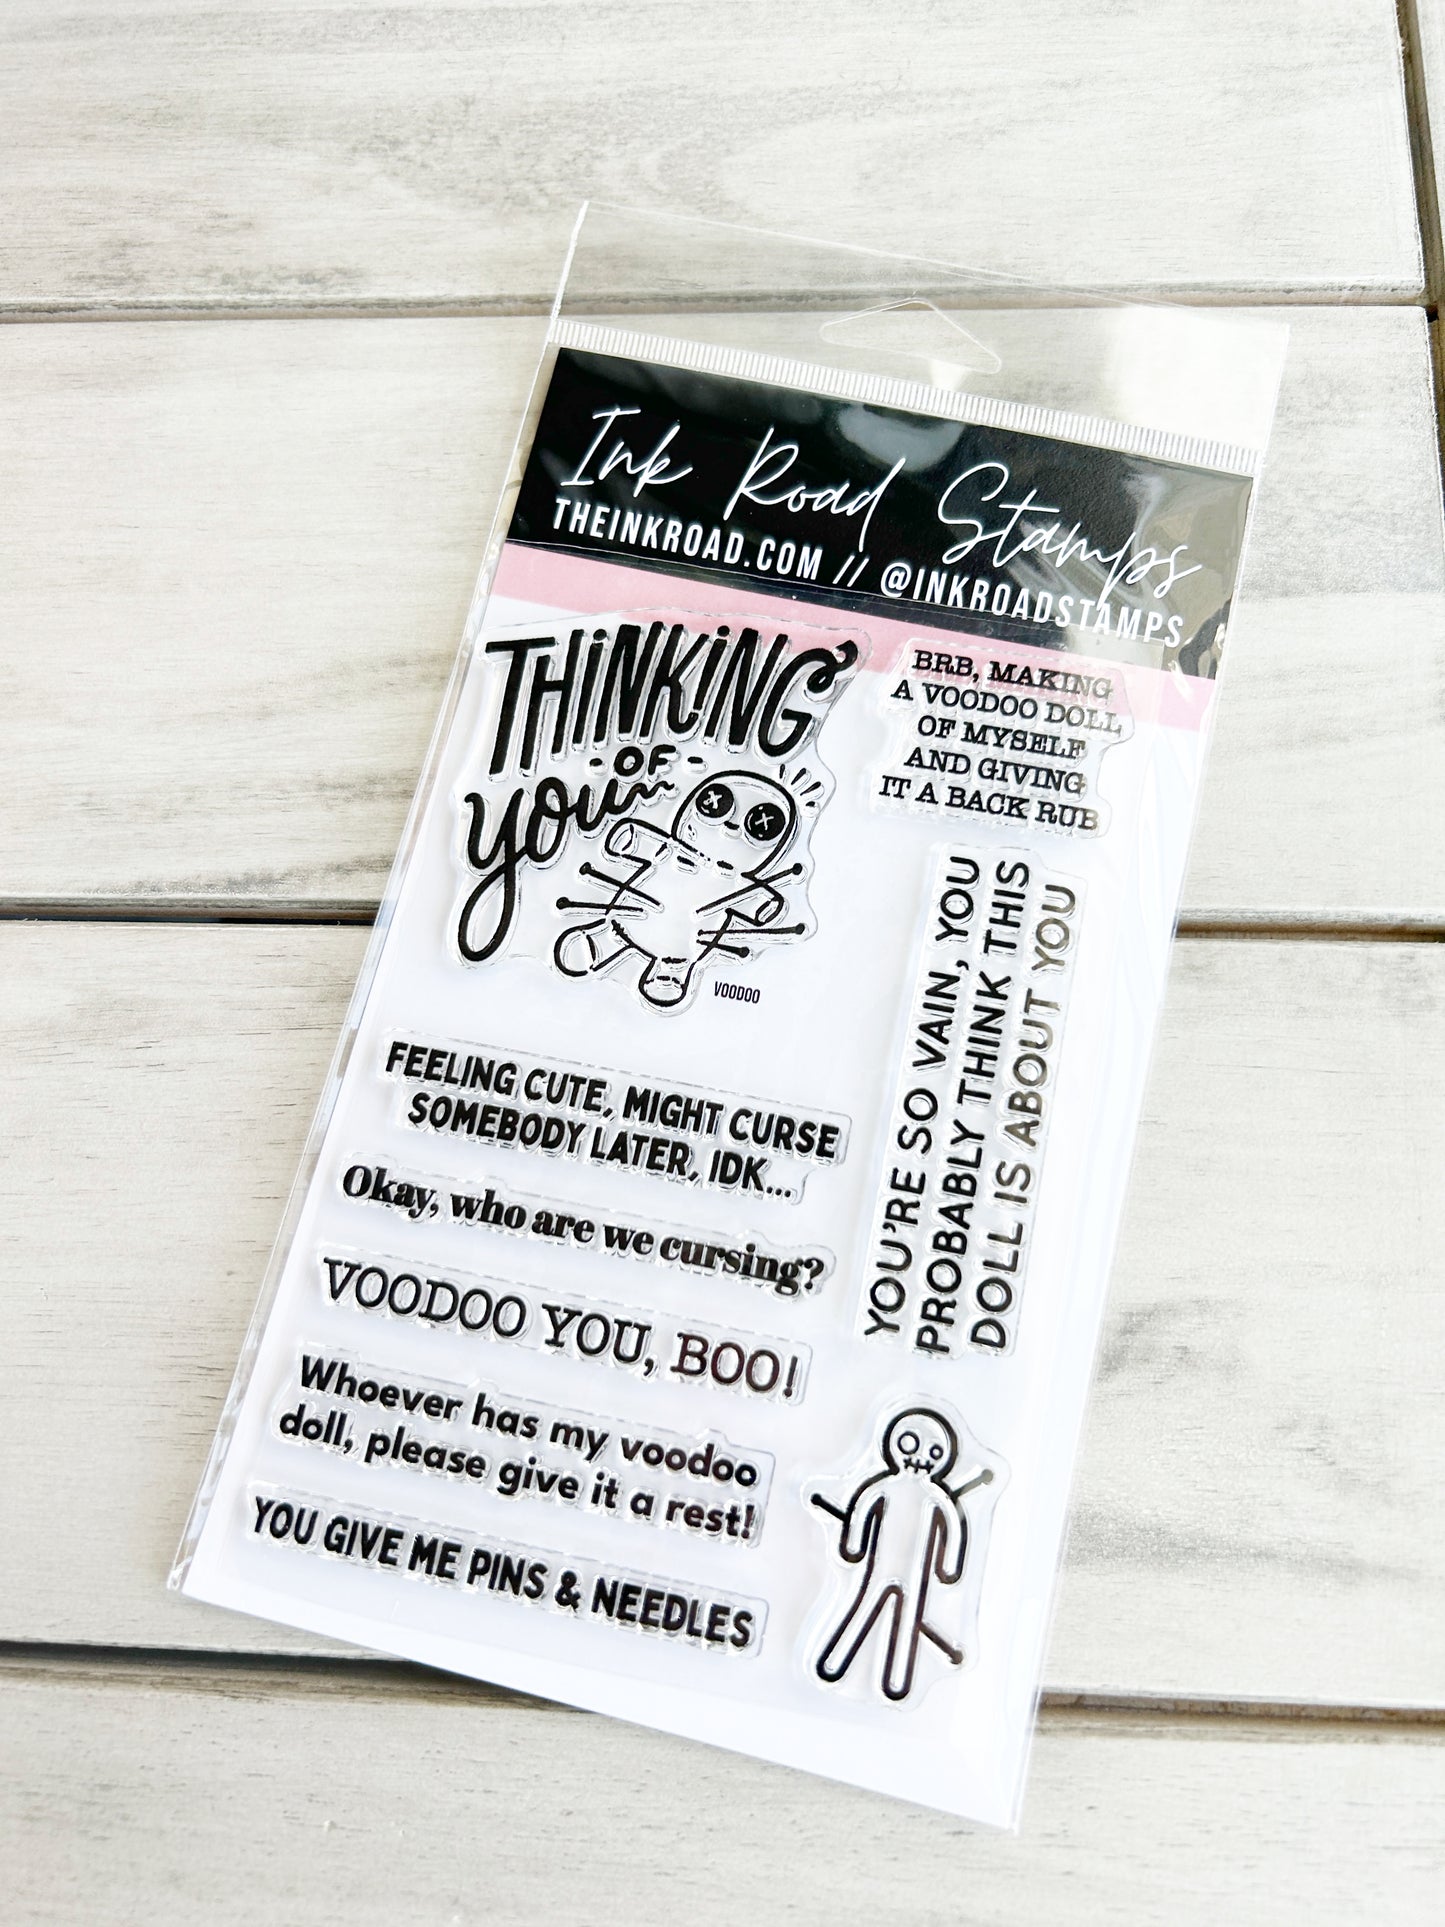 Ink Road Stamps
THEINKROAD.COM // @INKROADSTAMPS
THINKING
-OF-
you
VOODOO
BRB, MAKING
A VOODOO DOLL
OF MYSELF
AND GIVING
IT A BACK RUB
YOU'RE SO VAIN, YOU
PROBABLY THINK THIS
DOLL IS ABOUT YOU
FEELING CUTE, MIGHT CURSE
SOMEBODY LATER, IDK...
Okay, who are we cursing?
VOODOO YOU, BOO!
Whoever has my voodoo
doll, please give it a rest!
YOU GIVE ME PINS & NEEDLES